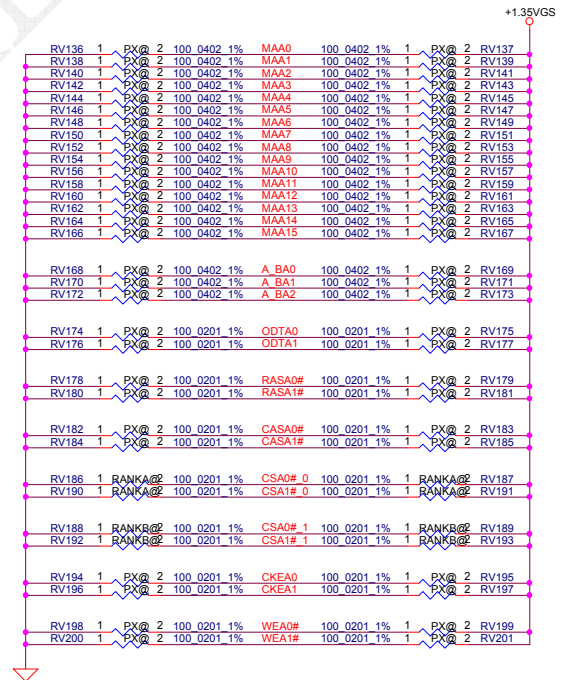 +1.35VGS
RV136 1 PX@ 2 100_0402_1% MAA0 100_0402_1% 1 PX@ 2 RV137
RV138 1 PX@ 2 100_0402_1% MAA1 100_0402_1% 1 PX@ 2 RV139
RV140 1 PX@ 2 100_0402_1% MAA2 100_0402_1% 1 PX@ 2 RV141
RV142 1 PX@ 2 100_0402_1% MAA3 100_0402_1% 1 PX@ 2 RV143
RV144 1 PX@ 2 100_0402_1% MAA4 100_0402_1% 1 PX@ 2 RV145
RV146 1 PX@ 2 100_0402_1% MAA5 100_0402_1% 1 PX@ 2 RV147
RV148 1 PX@ 2 100_0402_1% MAA6 100_0402_1% 1 PX@ 2 RV149
RV150 1 PX@ 2 100_0402_1% MAA7 100_0402_1% 1 PX@ 2 RV151
RV152 1 PX@ 2 100_0402_1% MAA8 100_0402_1% 1 PX@ 2 RV153
RV154 1 PX@ 2 100_0402_1% MAA9 100_0402_1% 1 PX@ 2 RV155
RV156 1 PX@ 2 100_0402_1% MAA10 100_0402_1% 1 PX@ 2 RV157
RV158 1 PX@ 2 100_0402_1% MAA11 100_0402_1% 1 PX@ 2 RV159
RV160 1 PX@ 2 100_0402_1% MAA12 100_0402_1% 1 PX@ 2 RV161
RV162 1 PX@ 2 100_0402_1% MAA13 100_0402_1% 1 PX@ 2 RV163
RV164 1 PX@ 2 100_0402_1% MAA14 100_0402_1% 1 PX@ 2 RV165
RV166 1 PX@ 2 100_0402_1% MAA15 100_0402_1% 1 PX@ 2 RV167
RV168 1 PX@ 2 100_0402_1% A_BA0 100_0402_1% 1 PX@ 2 RV169
RV170 1 PX@ 2 100_0402_1% A_BA1 100_0402_1% 1 PX@ 2 RV171
RV172 1 PX@ 2 100_0402_1% A_BA2 100_0402_1% 1 PX@ 2 RV173
RV174 1 PX@ 2 100_0201_1% ODTA0 100_0201_1% 1 PX@ 2 RV175
RV176 1 PX@ 2 100_0201_1% ODTA1 100_0201_1% 1 PX@ 2 RV177
RV178 1 PX@ 2 100_0201_1% RASA0# 100_0201_1% 1 PX@ 2 RV179
RV180 1 PX@ 2 100_0201_1% RASA1# 100_0201_1% 1 PX@ 2 RV181
RV182 1 PX@ 2 100_0201_1% CASA0# 100_0201_1% 1 PX@ 2 RV183
RV184 1 PX@ 2 100_0201_1% CASA1# 100_0201_1% 1 PX@ 2 RV185
RV186 1 RANKA@ 2 100_0201_1% CSA0#_0 100_0201_1% 1 RANKA@ 2 RV187
RV190 1 RANKA@ 2 100_0201_1% CSA1#_0 100_0201_1% 1 RANKA@ 2 RV191
RV188 1 RANKB@ 2 100_0201_1% CSA0#_1 100_0201_1% 1 RANKB@ 2 RV189
RV192 1 RANKB@ 2 100_0201_1% CSA1#_1 100_0201_1% 1 RANKB@ 2 RV193
RV194 1 PX@ 2 100_0201_1% CKEA0 100_0201_1% 1 PX@ 2 RV195
RV196 1 PX@ 2 100_0201_1% CKEA1 100_0201_1% 1 PX@ 2 RV197
RV198 1 PX@ 2 100_0201_1% WEA0# 100_0201_1% 1 PX@ 2 RV199
RV200 1 PX@ 2 100_0201_1% WEA1# 100_0201_1% 1 PX@ 2 RV201